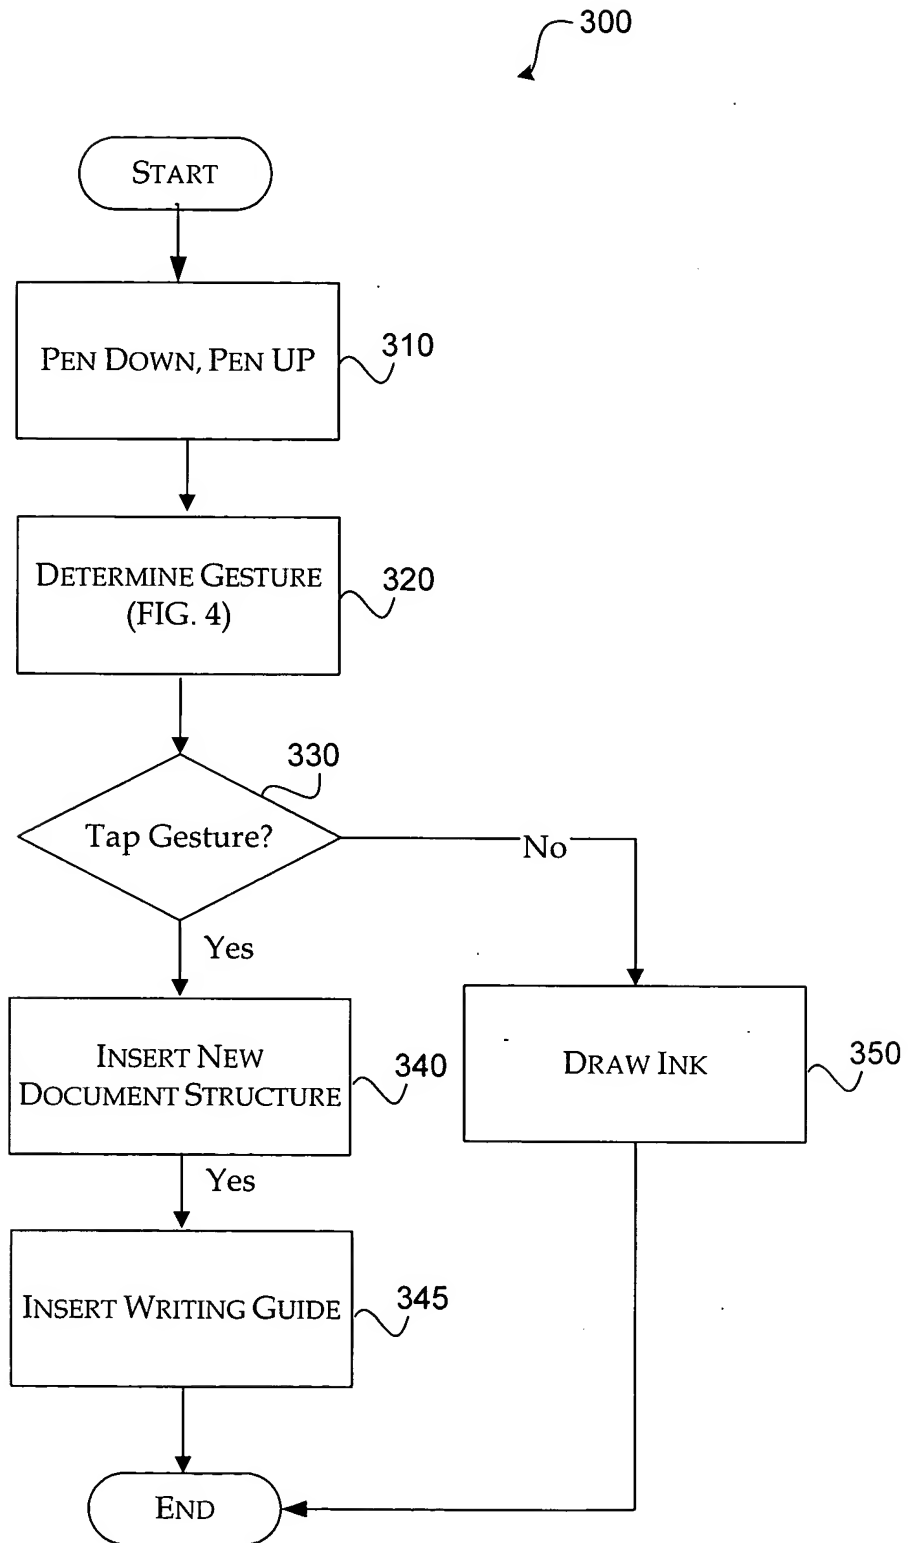 300
START
PEN DOWN, PEN UP
310
DETERMINE GESTURE
(FIG. 4)
320
330
Tap Gesture?
No
Yes
INSERT NEW
DOCUMENT STRUCTURE
340
DRAW INK
350
Yes
INSERT WRITING GUIDE
345
END